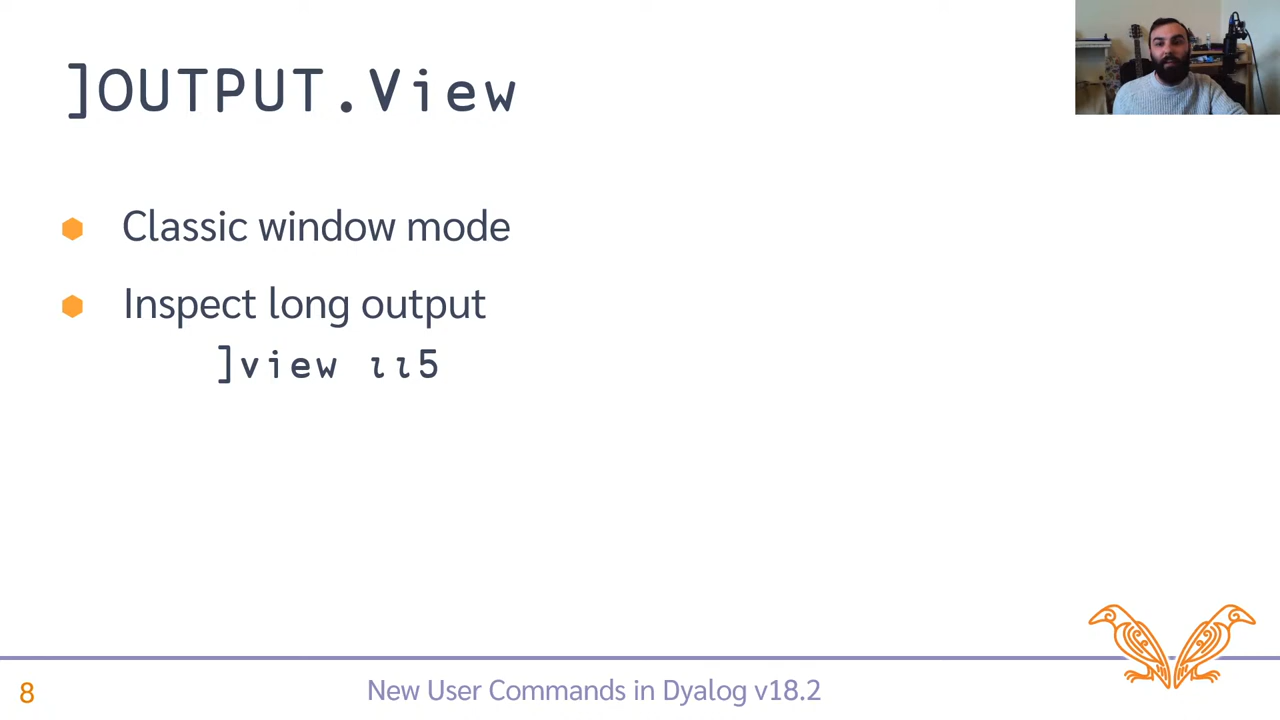 ]OUTPUT.View
Classic window mode
Inspect long output
]view ⍳⍳5
8
New User Commands in Dyalog v18.2